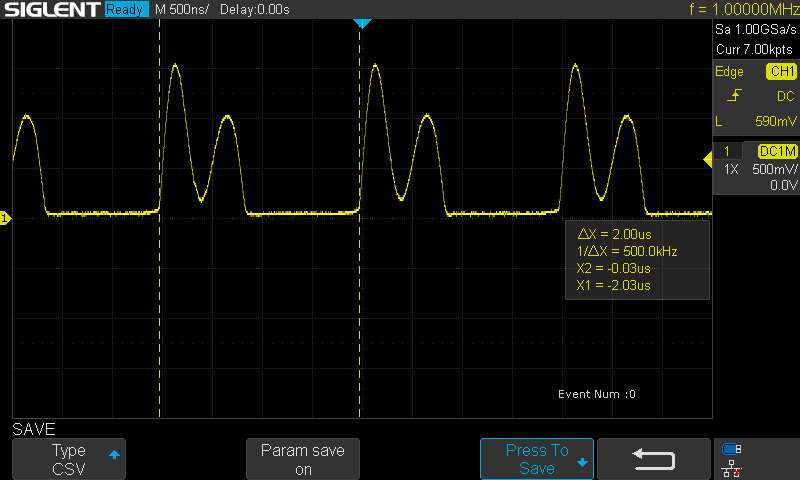 SIGLENT Ready M 500ns/ Delay:0.00s f = 1.00000MHz
Sa 1.00GSa/s
Curr 7.00kpts
Edge CH1
DC
L 590mV
1 DC1M
1X 500mV/
0.0V
1
ΔX = 2.00us
1/ΔX = 500.0kHz
X2 = -0.03us
X1 = -2.03us
Event Num :0
SAVE
Type
CSV
Param save
on
Press To
Save